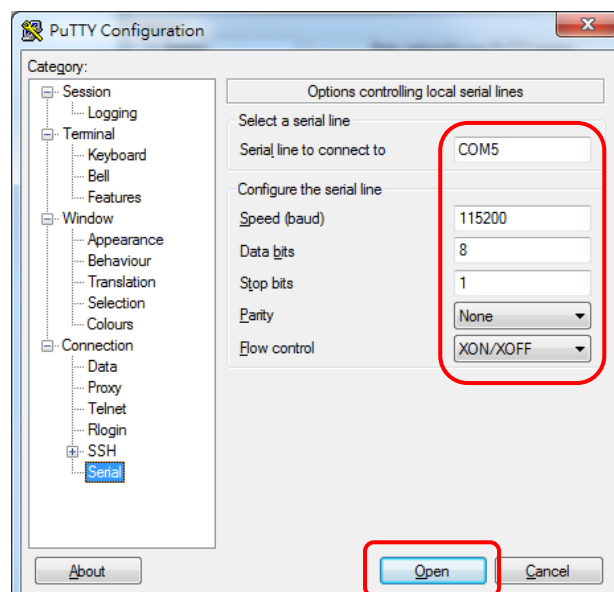 PuTTY Configuration
Category:
Session
Logging
Terminal
Keyboard
Bell
Features
Window
Appearance
Behaviour
Translation
Selection
Colours
Connection
Data
Proxy
Telnet
Rlogin
SSH
Serial
Options controlling local serial lines
Select a serial line
Serial line to connect to COM5
Configure the serial line
Speed (baud) 115200
Data bits 8
Stop bits 1
Parity None
Flow control XON/XOFF
About Open Cancel